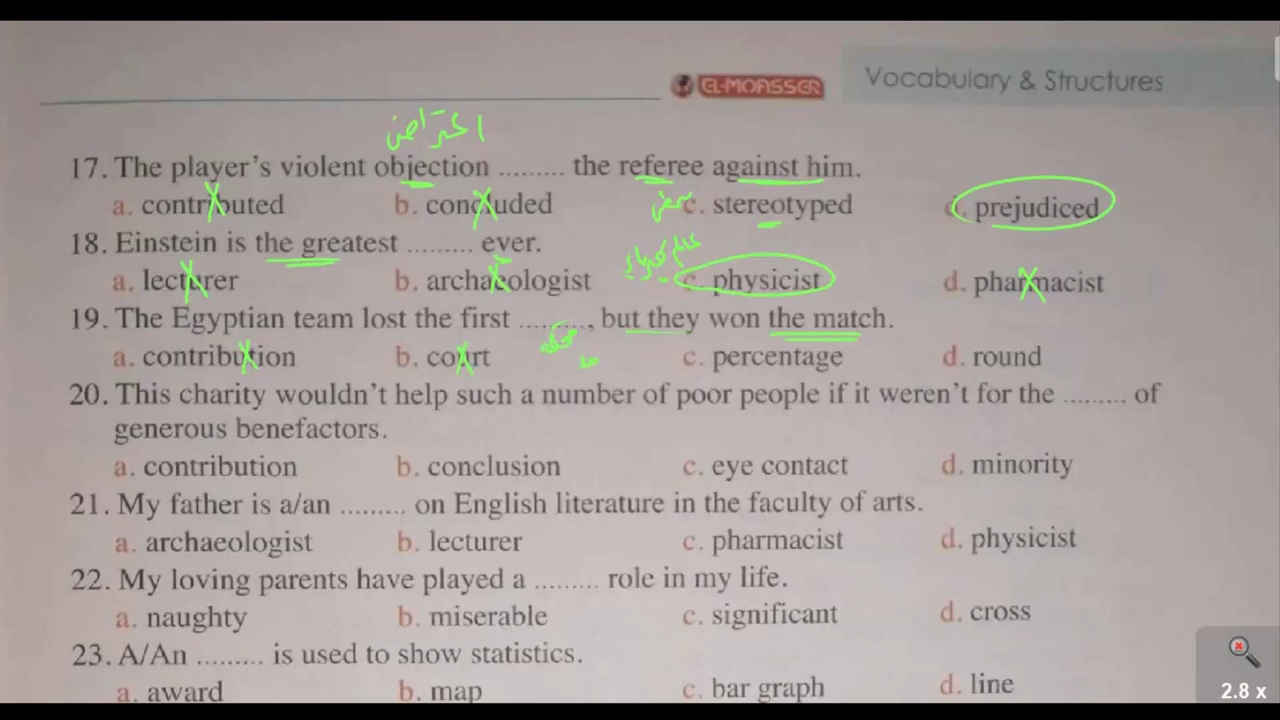 EL-MOASSER
Vocabulary & Structures
اعتراض
17. The player's violent objection ......... the referee against him.
a. contributed b. concluded c. stereotyped d. prejudiced
18. Einstein is the greatest ......... ever.
a. lecturer b. archaeologist c. physicist d. pharmacist
19. The Egyptian team lost the first ........., but they won the match.
a. contribution b. court c. percentage d. round
20. This charity wouldn't help such a number of poor people if it weren't for the ......... of
generous benefactors.
a. contribution b. conclusion c. eye contact d. minority
21. My father is a/an ......... on English literature in the faculty of arts.
a. archaeologist b. lecturer c. pharmacist d. physicist
22. My loving parents have played a ......... role in my life.
a. naughty b. miserable c. significant d. cross
23. A/An ......... is used to show statistics.
a. award b. map c. bar graph d. line
2.8 x